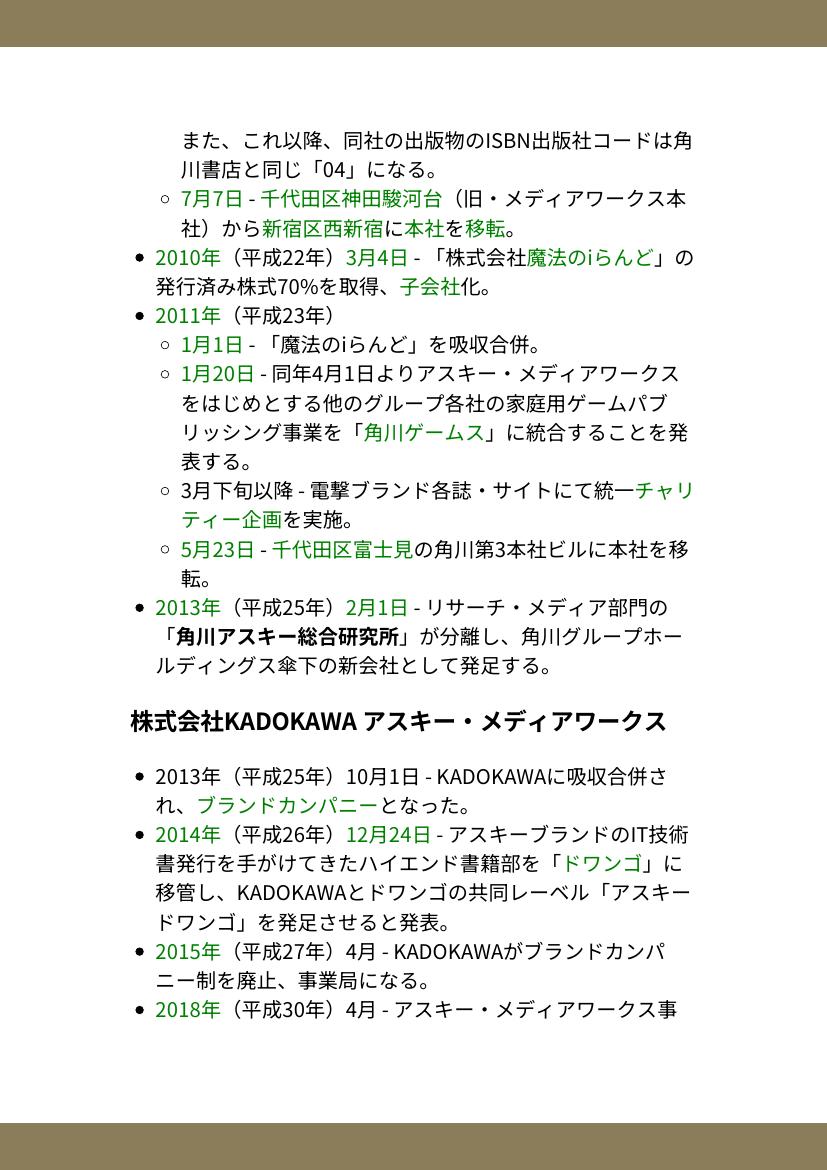 また、これ以降、同社の出版物のISBN出版社コードは角
川書店と同じ「04」になる。
7月7日 - 千代田区神田駿河台（旧・メディアワークス本
社）から新宿区西新宿に本社を移転。
2010年（平成22年）3月4日 - 「株式会社魔法のiらんど」の
発行済み株式70%を取得、子会社化。
2011年（平成23年）
1月1日 - 「魔法のiらんど」を吸収合併。
1月20日 - 同年4月1日よりアスキー・メディアワークス
をはじめとする他のグループ各社の家庭用ゲームパブ
リッシング事業を「角川ゲームス」に統合することを発
表する。
3月下旬以降 - 電撃ブランド各誌・サイトにて統一チャリ
ティー企画を実施。
5月23日 - 千代田区富士見の角川第3本社ビルに本社を移
転。
2013年（平成25年）2月1日 - リサーチ・メディア部門の
「角川アスキー総合研究所」が分離し、角川グループホー
ルディングス傘下の新会社として発足する。
株式会社KADOKAWA アスキー・メディアワークス
2013年（平成25年）10月1日 - KADOKAWAに吸収合併さ
れ、ブランドカンパニーとなった。
2014年（平成26年）12月24日 - アスキーブランドのIT技術
書発行を手がけてきたハイエンド書籍部を「ドワンゴ」に
移管し、KADOKAWAとドワンゴの共同レーベル「アスキー
ドワンゴ」を発足させると発表。
2015年（平成27年）4月 - KADOKAWAがブランドカンパ
ニー制を廃止、事業局になる。
2018年（平成30年）4月 - アスキー・メディアワークス事